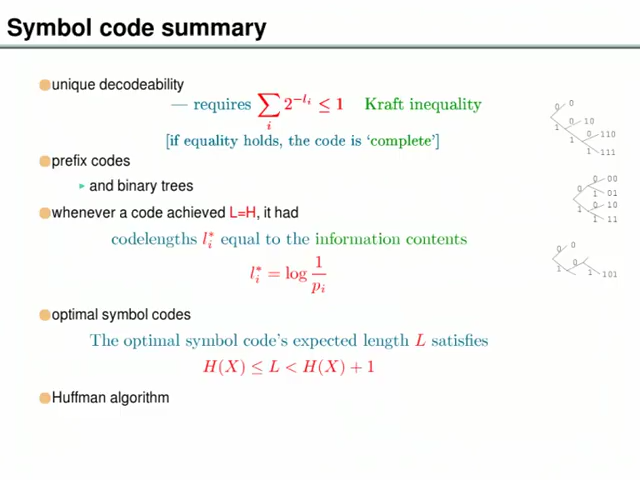 Symbol code summary
unique decodeability
— requires ∑_i 2^{-l_i} ≤ 1 Kraft inequality
[if equality holds, the code is ‘complete’]
prefix codes
and binary trees
whenever a code achieved L=H, it had
codelengths l_i^* equal to the information contents
l_i^* = log 1/p_i
optimal symbol codes
The optimal symbol code's expected length L satisfies
H(X) ≤ L < H(X) + 1
Huffman algorithm
0 0
0 10
1
0 110
1
1 111
0 00
0
1 01
0 10
1
1 11
0 0
0
1
1 101